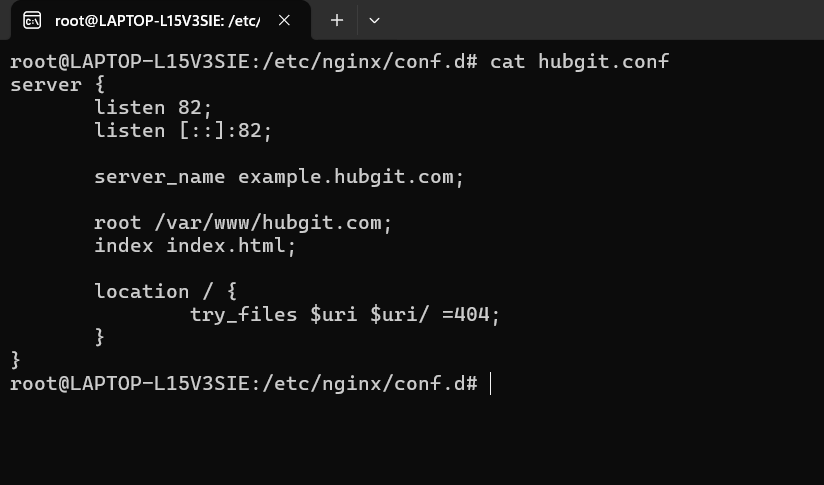 root@LAPTOP-L15V3SIE: /etc/
root@LAPTOP-L15V3SIE:/etc/nginx/conf.d# cat hubgit.conf
server {
        listen 82;
        listen [::]:82;

        server_name example.hubgit.com;

        root /var/www/hubgit.com;
        index index.html;

        location / {
                try_files $uri $uri/ =404;
        }
}
root@LAPTOP-L15V3SIE:/etc/nginx/conf.d#